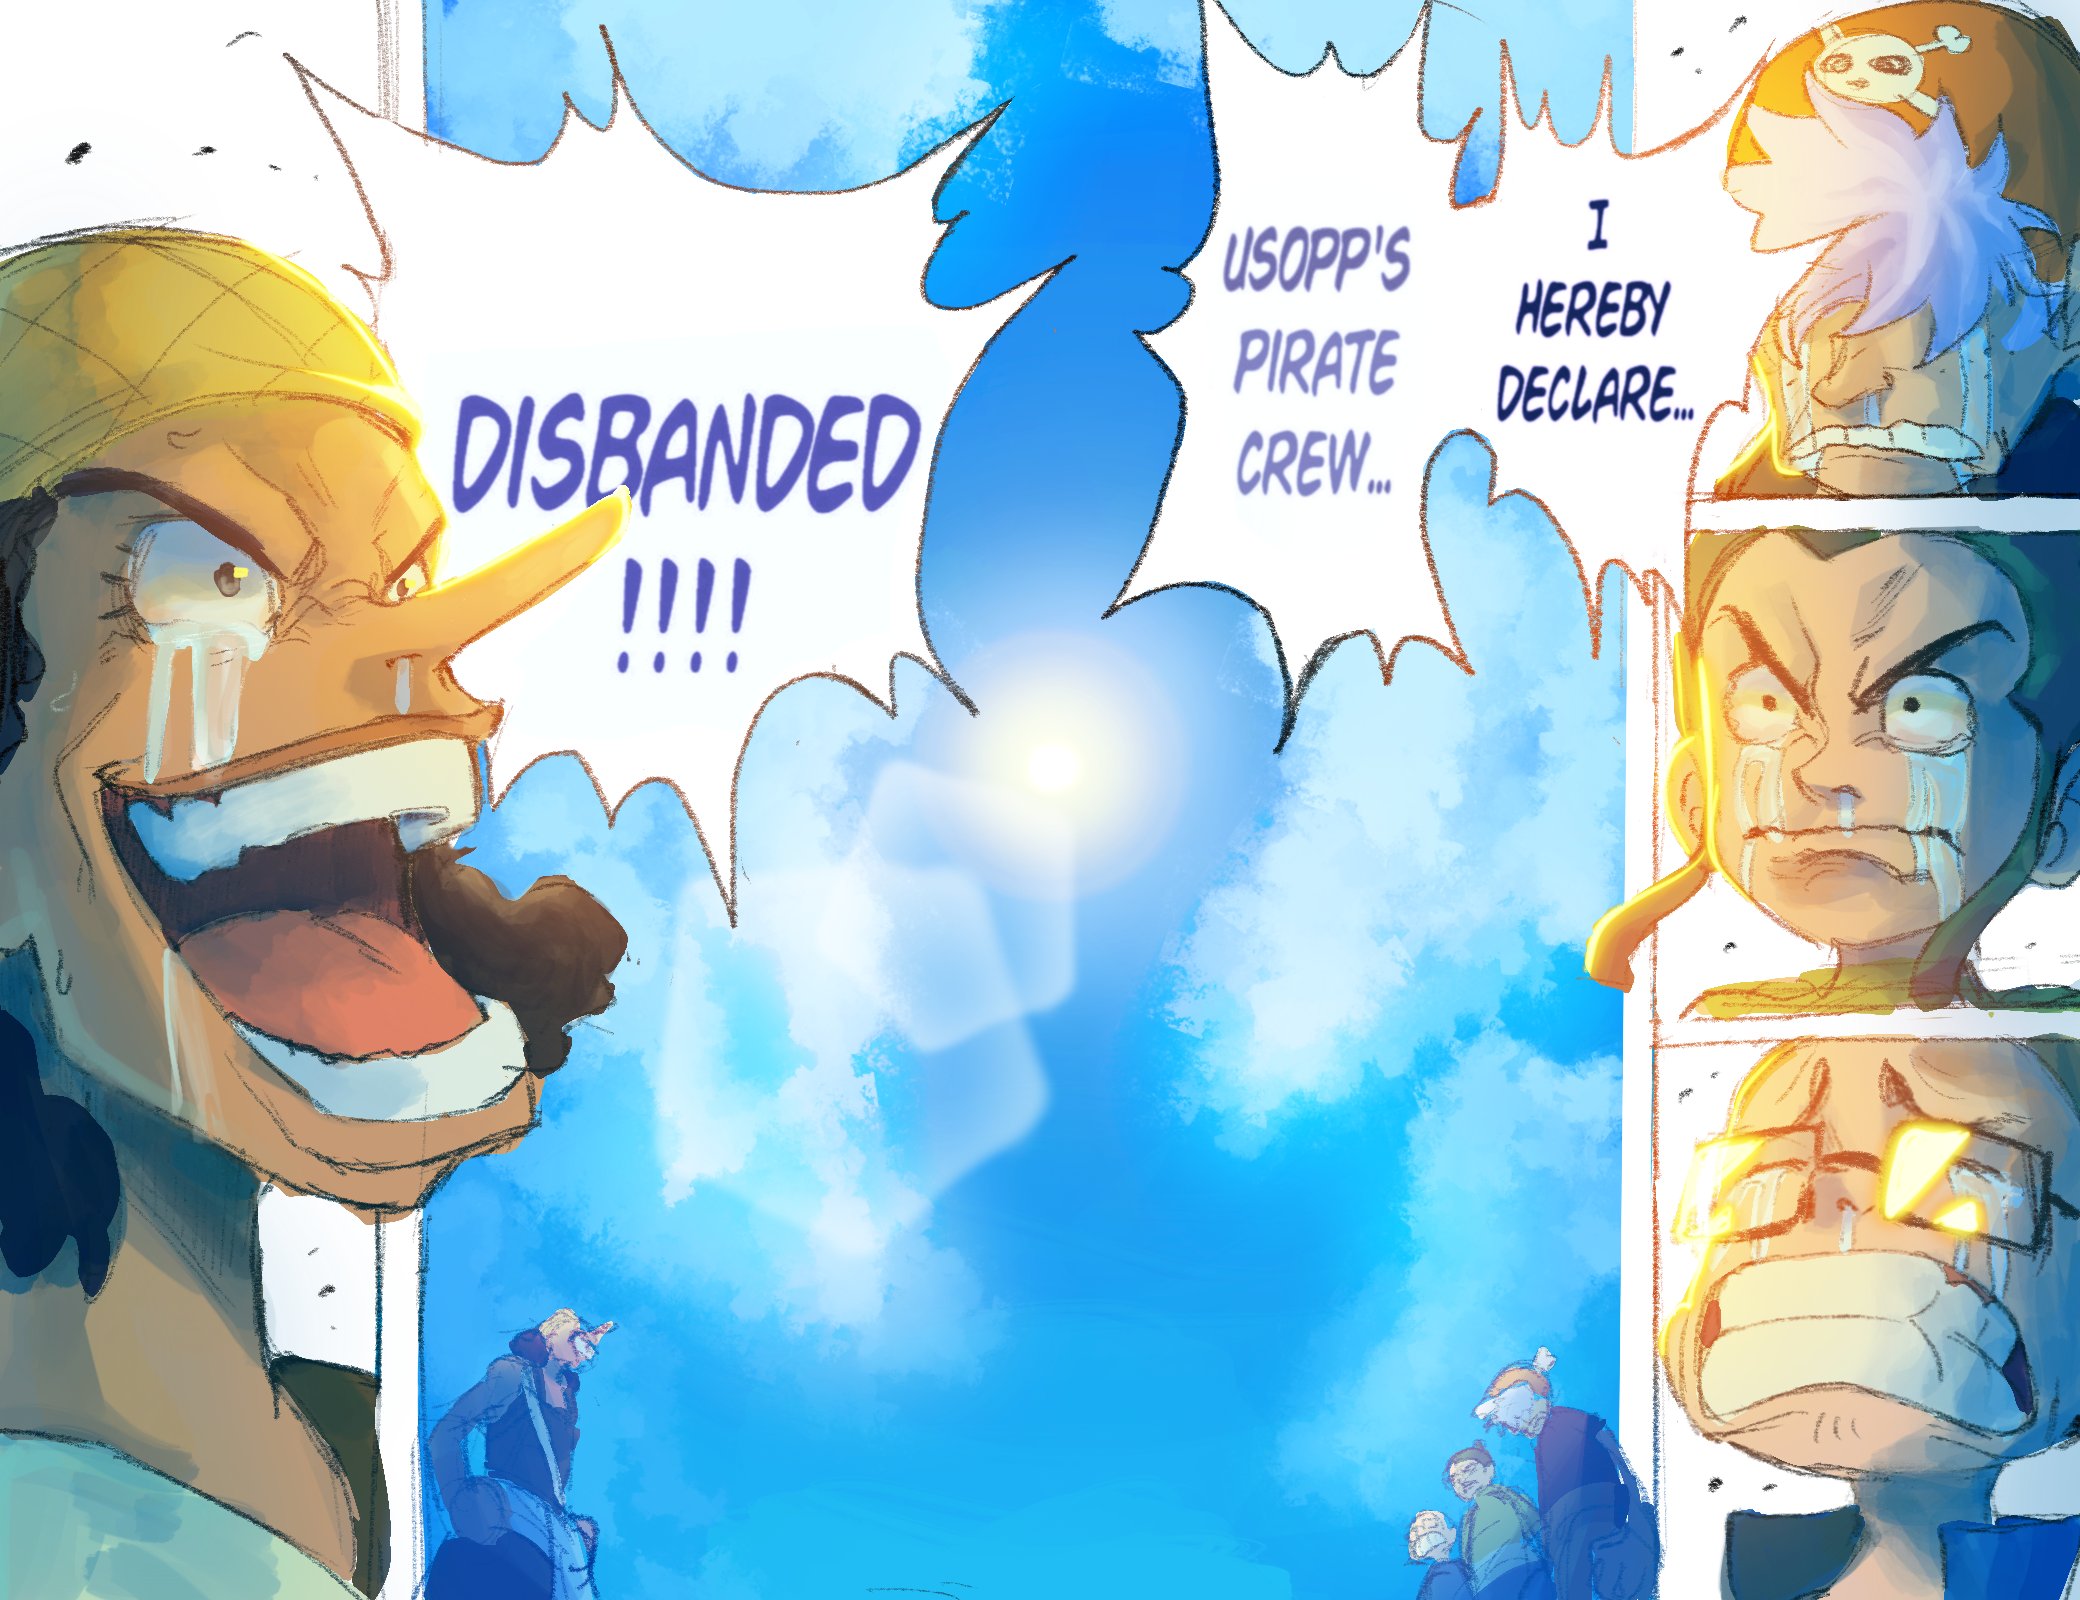 I
HEREBY
DECLARE...
USOPP'S
PIRATE
CREW...
DISBANDED
!!!!